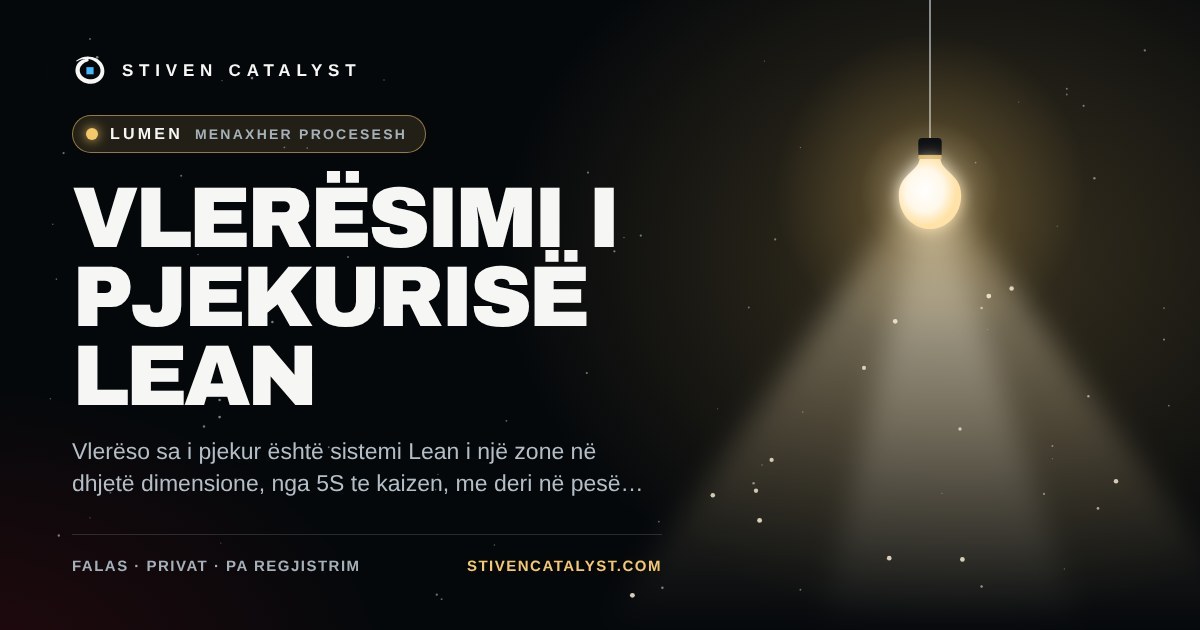 STIVEN CATALYST
LUMEN MENAXHER PROCESESH
VLERËSIMI I
PJEKURISË
LEAN
Vlerëso sa i pjekur është sistemi Lean i një zone në
dhjetë dimensione, nga 5S te kaizen, me deri në pesë…
FALAS · PRIVAT · PA REGJISTRIM
STIVENCATALYST.COM